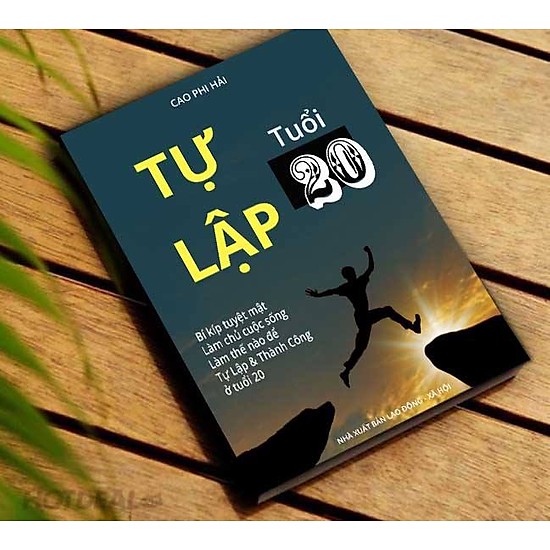 CAO PHI HẢI
TỰ
LẬP
Tuổi
20
Bí kíp tuyệt mật
Làm chủ cuộc sống
Làm thế nào để
Tự Lập & Thành Công
ở tuổi 20
NHÀ XUẤT BẢN LAO ĐỘNG - XÃ HỘI